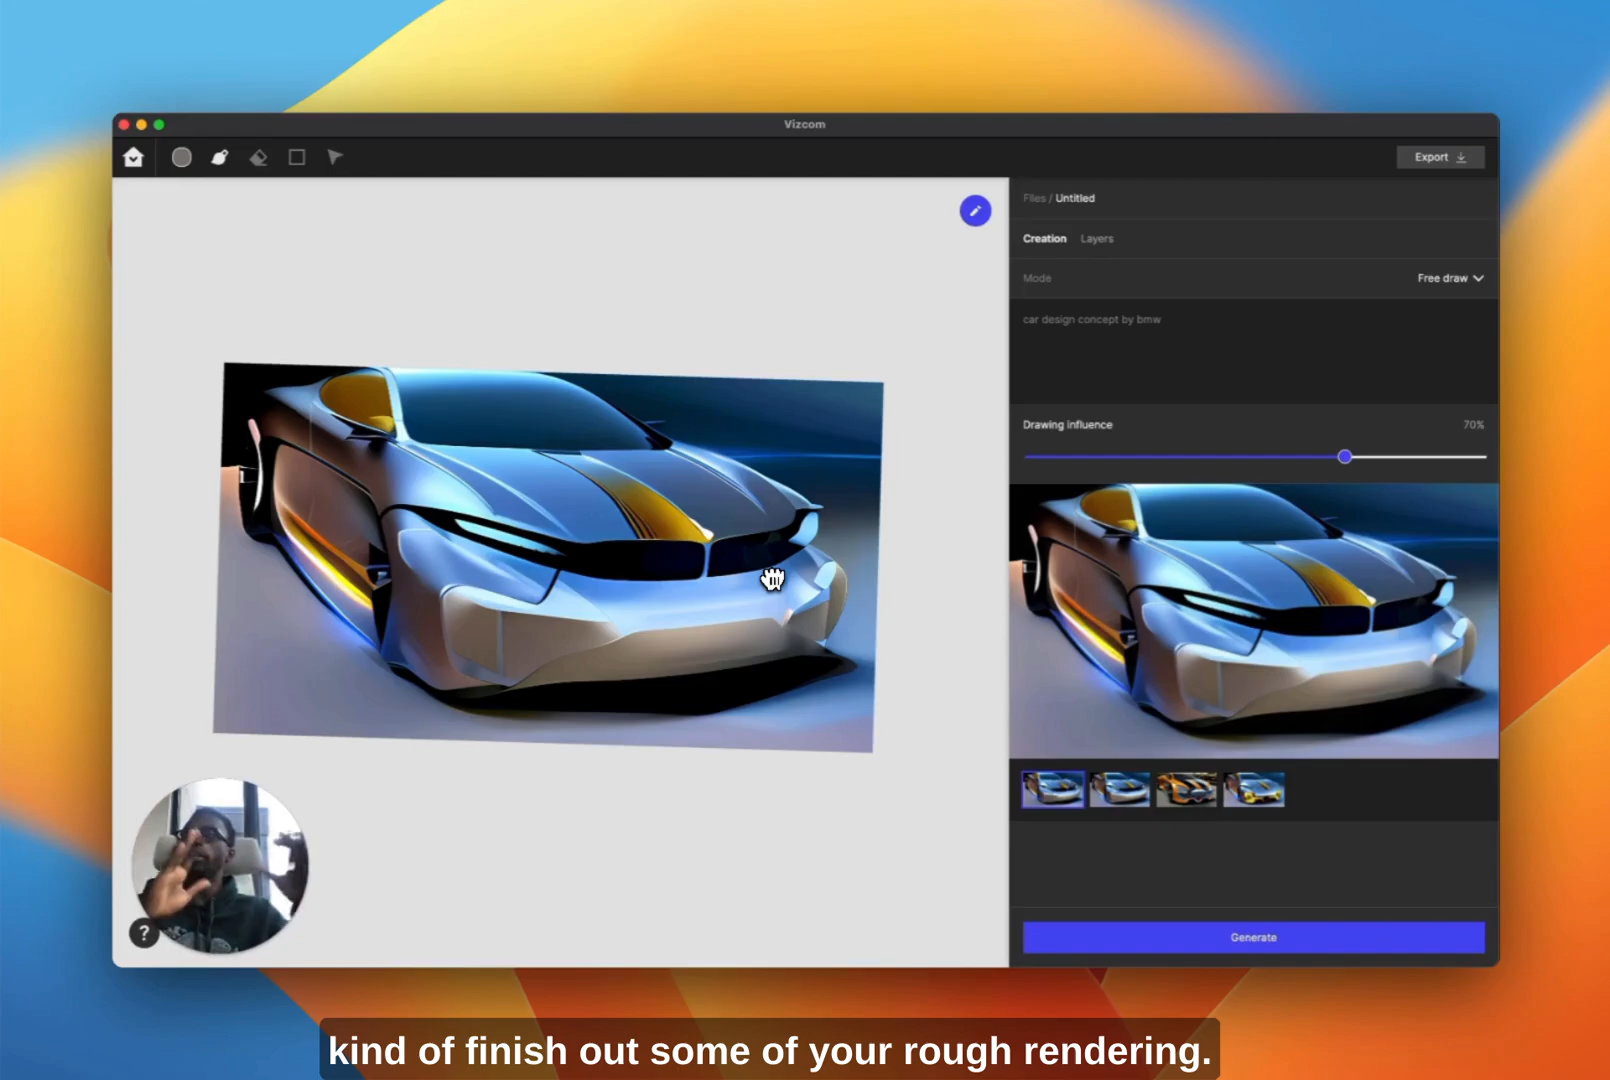 Vizcom
Export
Files / Untitled
Creation Layers
Mode Free draw
car design concept by bmw
Drawing influence 70%
Generate
?
kind of finish out some of your rough rendering.